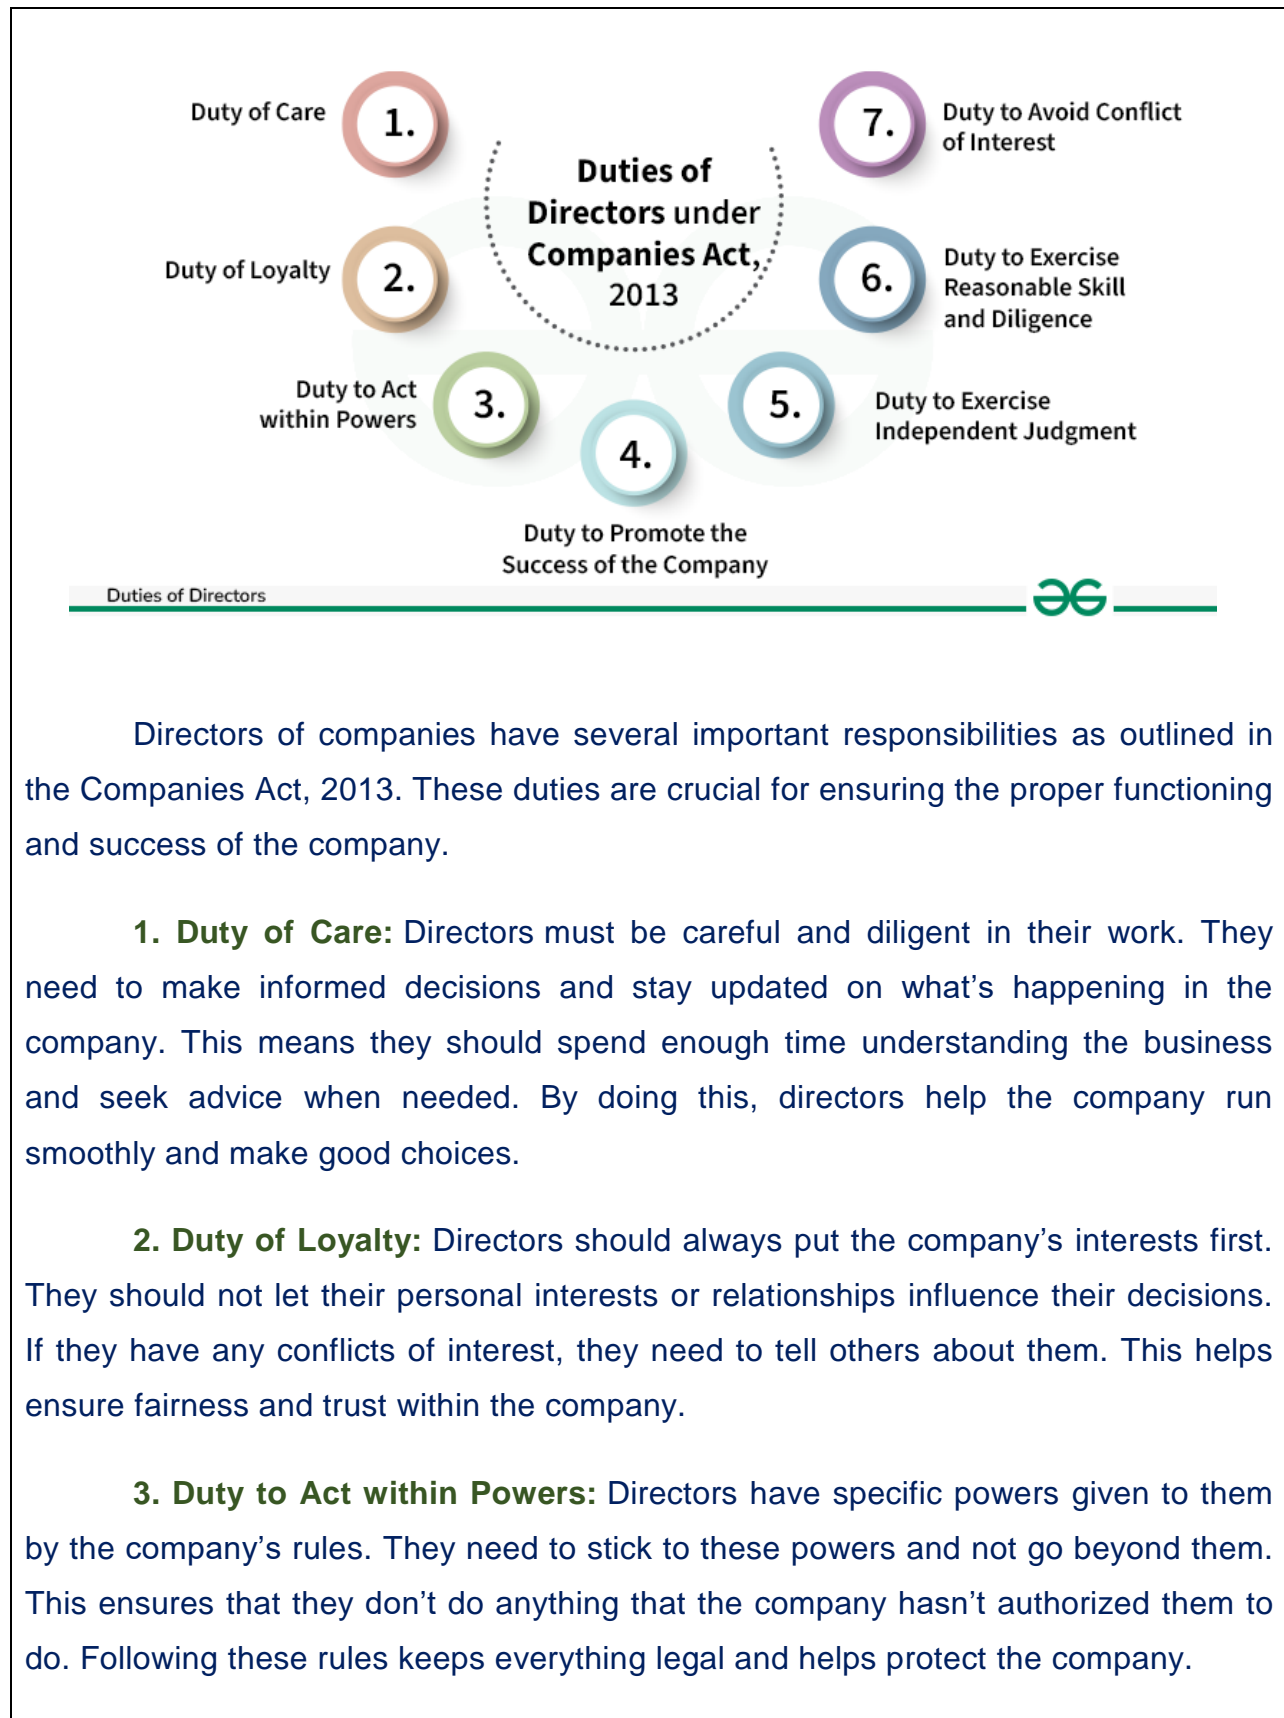 Duty of Care
1.
7.
Duty to Avoid Conflict
of Interest
Duties of
Directors under
Companies Act,
2013
Duty of Loyalty
2.
6.
Duty to Exercise
Reasonable Skill
and Diligence
Duty to Act
within Powers
3.
5.
Duty to Exercise
Independent Judgment
4.
Duty to Promote the
Success of the Company
Duties of Directors
Directors of companies have several important responsibilities as outlined in
the Companies Act, 2013. These duties are crucial for ensuring the proper functioning
and success of the company.
1. Duty of Care: Directors must be careful and diligent in their work. They
need to make informed decisions and stay updated on what’s happening in the
company. This means they should spend enough time understanding the business
and seek advice when needed. By doing this, directors help the company run
smoothly and make good choices.
2. Duty of Loyalty: Directors should always put the company’s interests first.
They should not let their personal interests or relationships influence their decisions.
If they have any conflicts of interest, they need to tell others about them. This helps
ensure fairness and trust within the company.
3. Duty to Act within Powers: Directors have specific powers given to them
by the company’s rules. They need to stick to these powers and not go beyond them.
This ensures that they don’t do anything that the company hasn’t authorized them to
do. Following these rules keeps everything legal and helps protect the company.